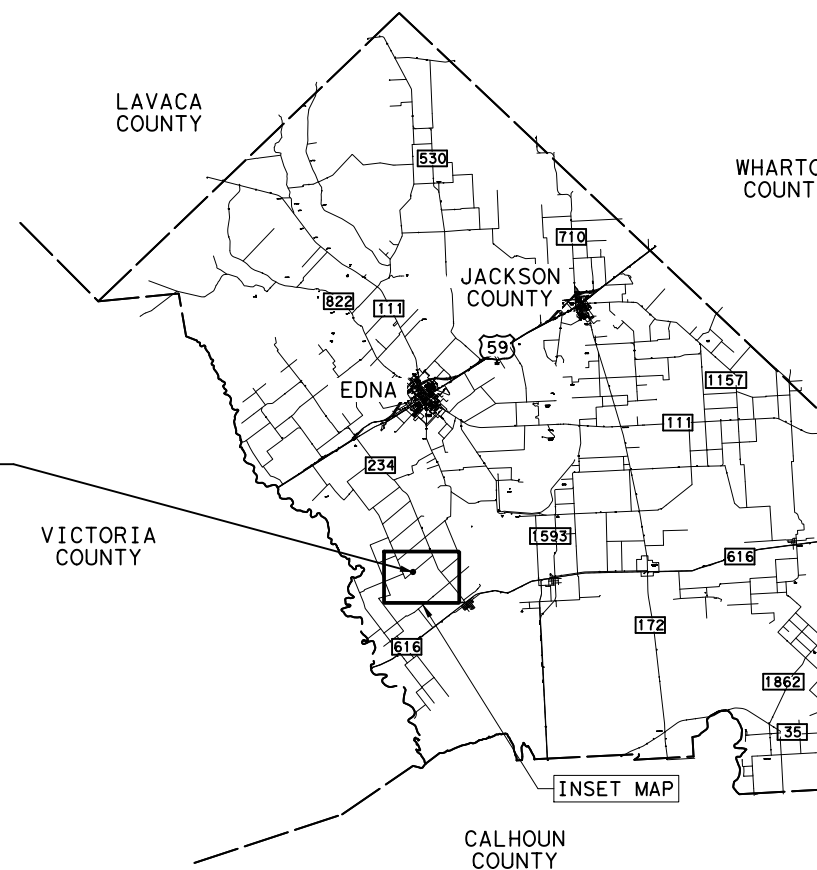 LAVACA
COUNTY
530
WHARTO
COUNT
710
JACKSON
COUNTY
822
111
59
EDNA
1157
111
234
VICTORIA
COUNTY
1593
616
172
616
1862
35
INSET MAP
CALHOUN
COUNTY